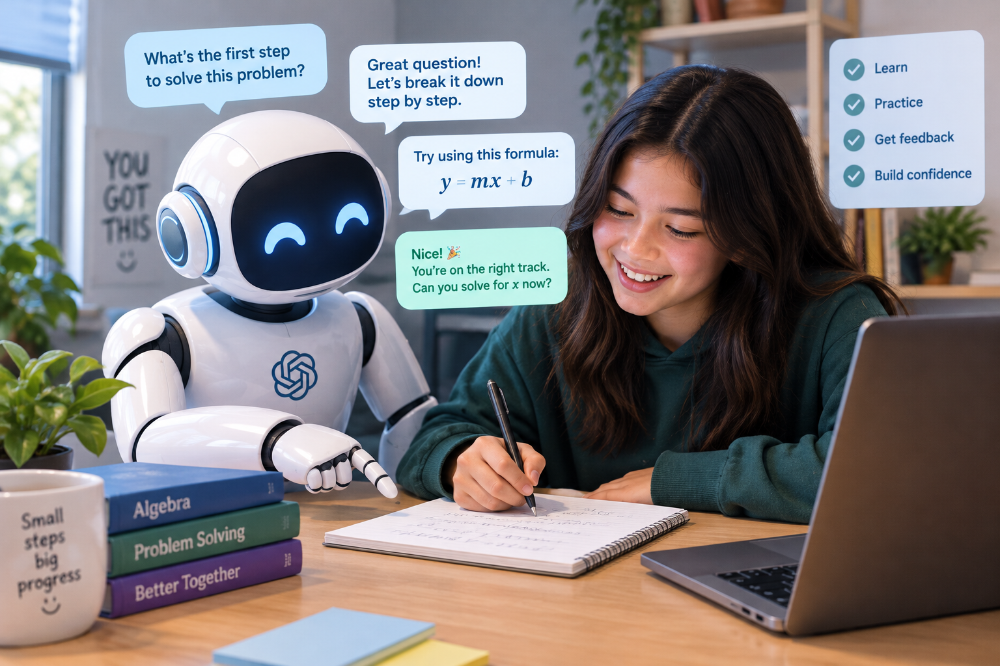 What's the first step
to solve this problem?
Great question!
Let's break it down
step by step.
Try using this formula:
y = mx + b
Nice! 🎉
You're on the right track.
Can you solve for x now?
Learn
Practice
Get feedback
Build confidence
YOU
GOT
THIS
Algebra
Problem Solving
Better Together
Small
steps
big
progress